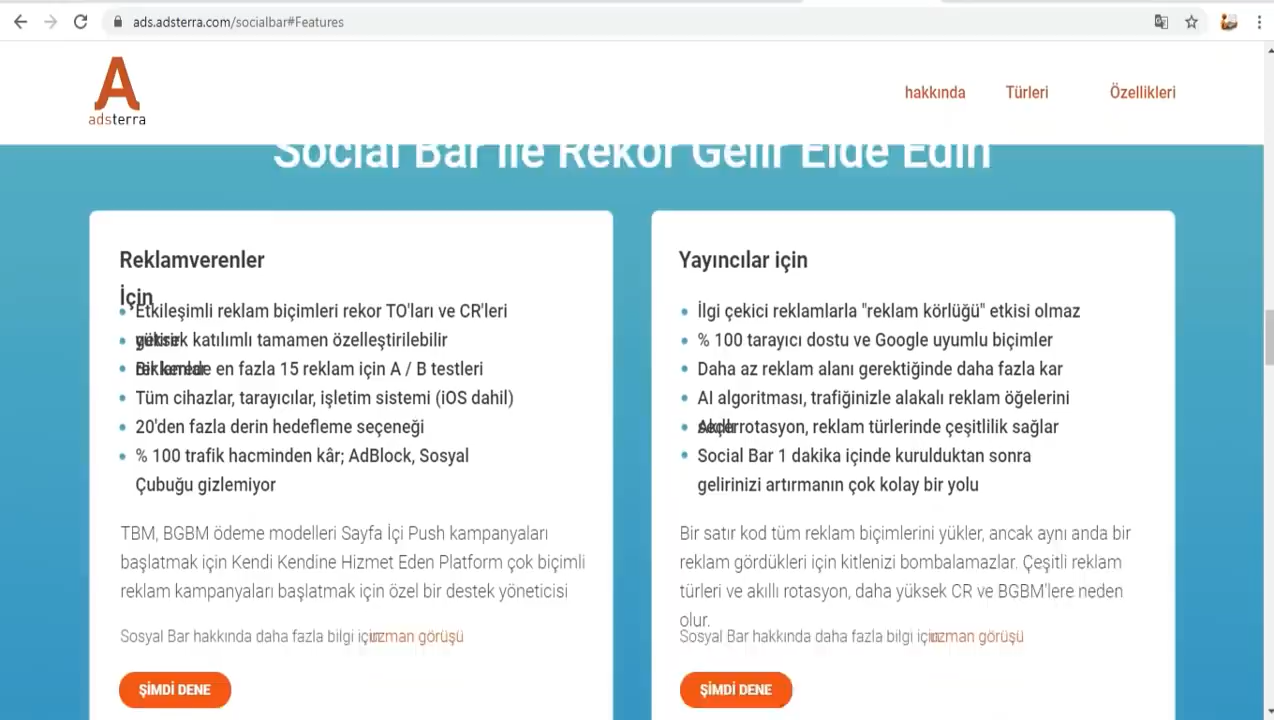 ads.adsterra.com/socialbar#Features
A
adsterra
hakkında Türleri Özellikleri
Social Bar ile Rekor Gelir Elde Edin
Reklamverenler
İçin
Etkileşimli reklam biçimleri rekor TO'ları ve CR'leri
getirir
yüksek katılımlı tamamen özelleştirilebilir
reklamlar
Bir kerede en fazla 15 reklam için A / B testleri
Tüm cihazlar, tarayıcılar, işletim sistemi (iOS dahil)
20'den fazla derin hedefleme seçeneği
% 100 trafik hacminden kâr; AdBlock, Sosyal
Çubuğu gizlemiyor
TBM, BGBM ödeme modelleri Sayfa İçi Push kampanyaları
başlatmak için Kendi Kendine Hizmet Eden Platform çok biçimli
reklam kampanyaları başlatmak için özel bir destek yöneticisi
Sosyal Bar hakkında daha fazla bilgi için: uzman görüşü
ŞİMDİ DENE
Yayıncılar için
İlgi çekici reklamlarla "reklam körlüğü" etkisi olmaz
% 100 tarayıcı dostu ve Google uyumlu biçimler
Daha az reklam alanı gerektiğinde daha fazla kar
AI algoritması, trafiğinizle alakalı reklam öğelerini
seçer
Akıllı rotasyon, reklam türlerinde çeşitlilik sağlar
Social Bar 1 dakika içinde kurulduktan sonra
gelirinizi artırmanın çok kolay bir yolu
Bir satır kod tüm reklam biçimlerini yükler, ancak aynı anda bir
reklam gördükleri için kitlenizi bombalamazlar. Çeşitli reklam
türleri ve akıllı rotasyon, daha yüksek CR ve BGBM'lere neden
olur.
Sosyal Bar hakkında daha fazla bilgi için: uzman görüşü
ŞİMDİ DENE